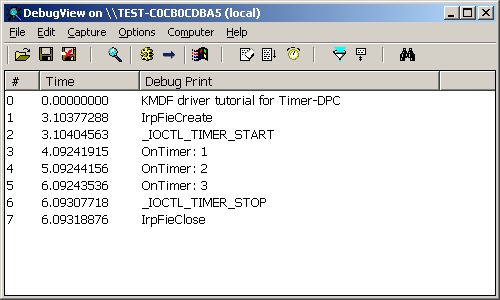 DebugView on \\TEST-C0CB0CDBA5 (local)
File Edit Capture Options Computer Help
# Time Debug Print
0 0.00000000 KMDF driver tutorial for Timer-DPC
1 3.10377288 IrpFieCreate
2 3.10404563 _IOCTL_TIMER_START
3 4.09241915 OnTimer: 1
4 5.09244156 OnTimer: 2
5 6.09243536 OnTimer: 3
6 6.09307718 _IOCTL_TIMER_STOP
7 6.09318876 IrpFieClose